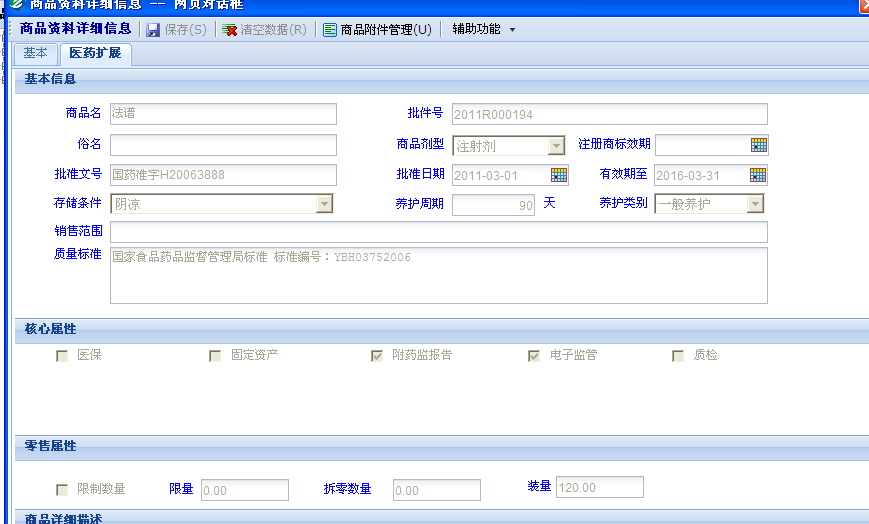 商品资料详细信息 -- 网页对话框
商品资料详细信息 保存(S) 清空数据(R) 商品附件管理(U) 辅助功能
基本 医药扩展
基本信息
商品名 法谱 批件号 2011R000194
俗名 商品剂型 注射剂 注册商标效期
批准文号 国药准字H20063888 批准日期 2011-03-01 有效期至 2016-03-31
存储条件 阴凉 养护周期 90 天 养护类别 一般养护
销售范围
质量标准 国家食品药品监督管理局标准 标准编号：YBH03752006
核心属性
医保 固定资产 附药监报告 电子监管 质检
零售属性
限制数量 限量 0.00 拆零数量 0.00 装量 120.00
商品详细描述